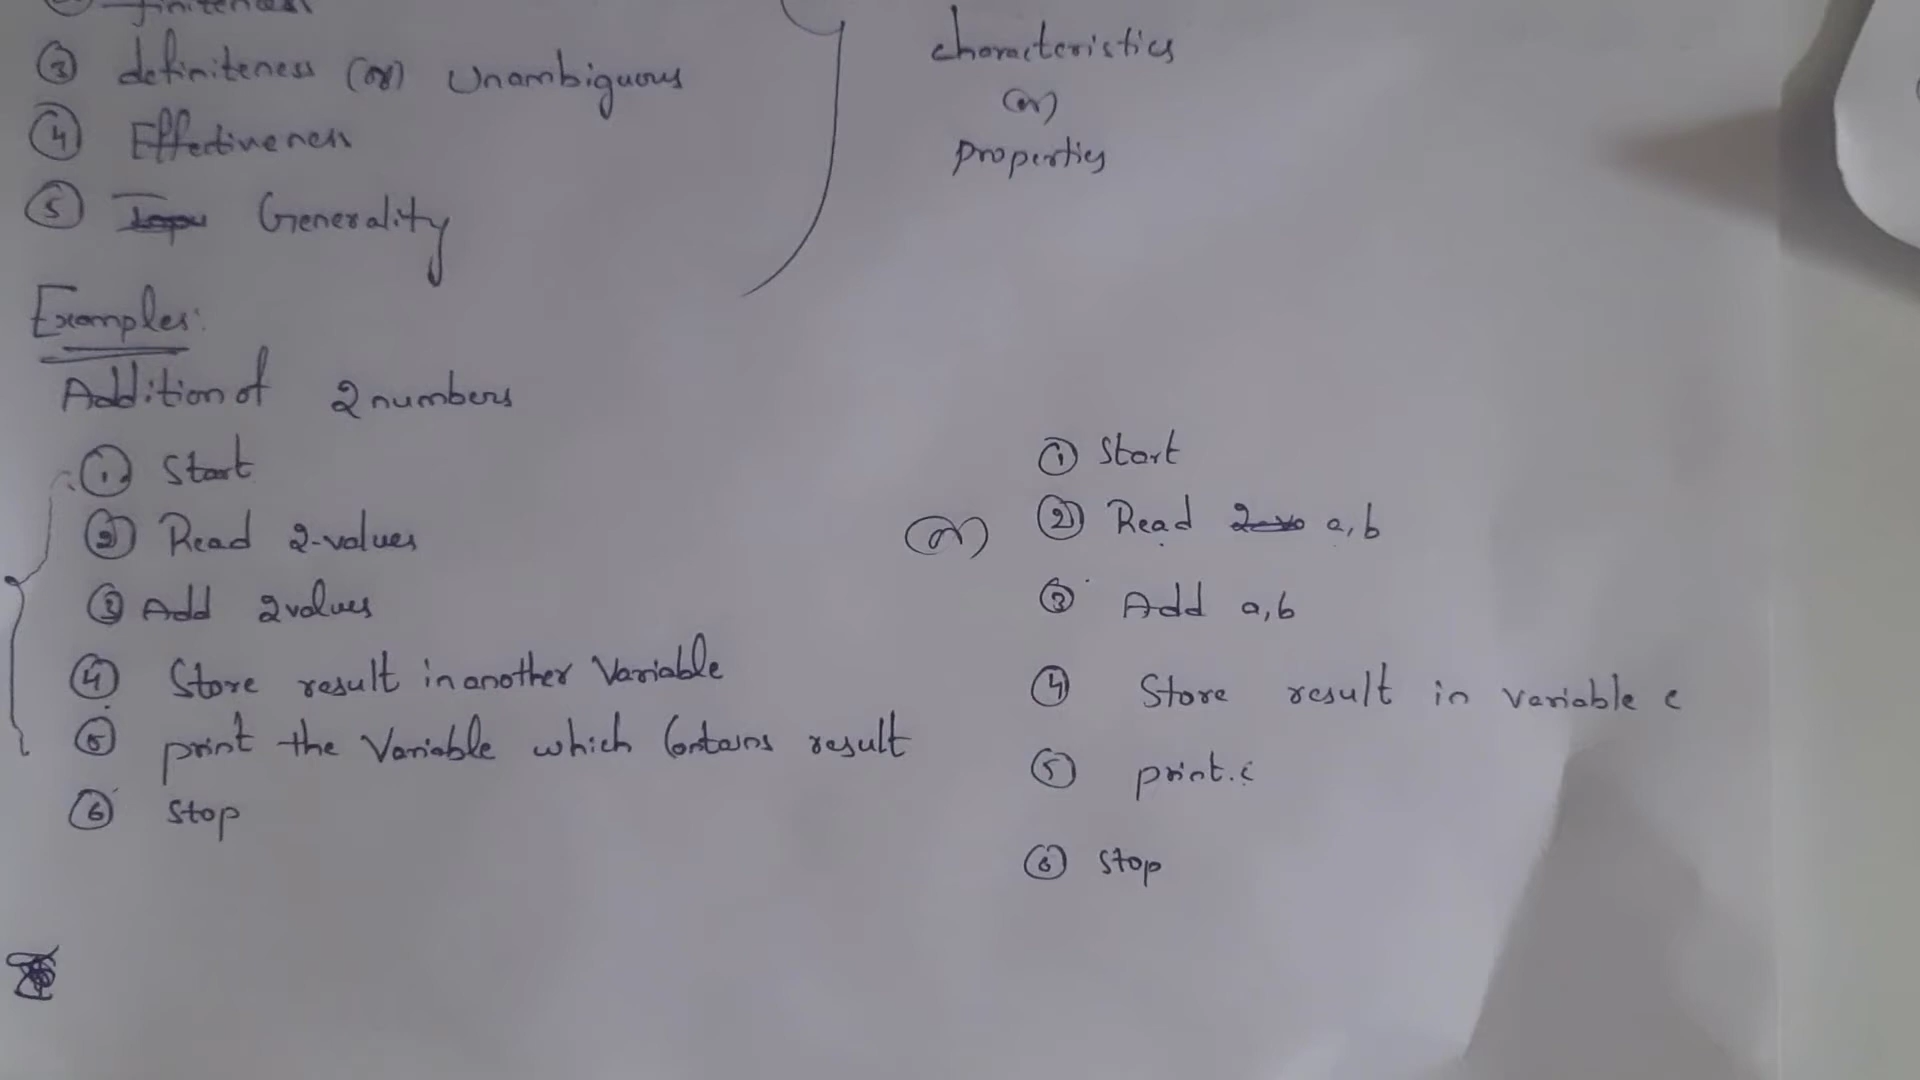 finiteness
③ definiteness (or) Unambiguous
④ Effectiveness
⑤ Generality
characteristics
(or)
properties
Examples:
Addition of 2 numbers
① Start
② Read 2-values
③ Add 2 values
④ Store result in another Variable
⑤ print the Variable which Contains result
⑥ Stop
(or)
① Start
② Read a, b
③ Add a, b
④ Store result in variable c
⑤ print c
⑥ Stop